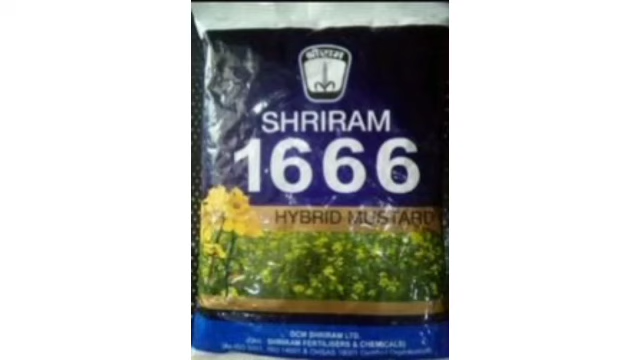 श्रीराम
SHRIRAM
1666
HYBRID MUSTARD
DCM SHRIRAM LTD.
SHRIRAM FERTILISERS & CHEMICALS)